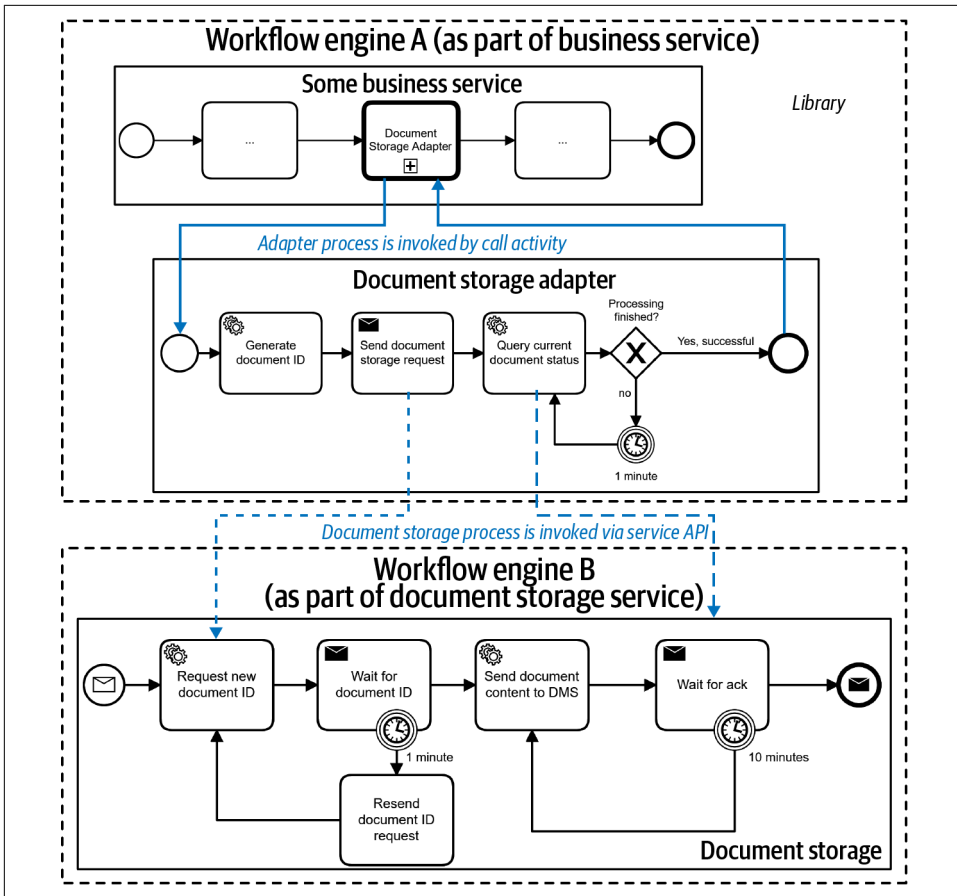 Workflow engine A (as part of business service)
Some business service
Library
...
Document
Storage Adapter
...
Adapter process is invoked by call activity
Document storage adapter
Generate
document ID
Send document
storage request
Query current
document status
Processing
finished?
Yes, successful
no
1 minute
Document storage process is invoked via service API
Workflow engine B
(as part of document storage service)
Request new
document ID
Wait for
document ID
1 minute
Resend
document ID
request
Send document
content to DMS
Wait for ack
10 minutes
Document storage